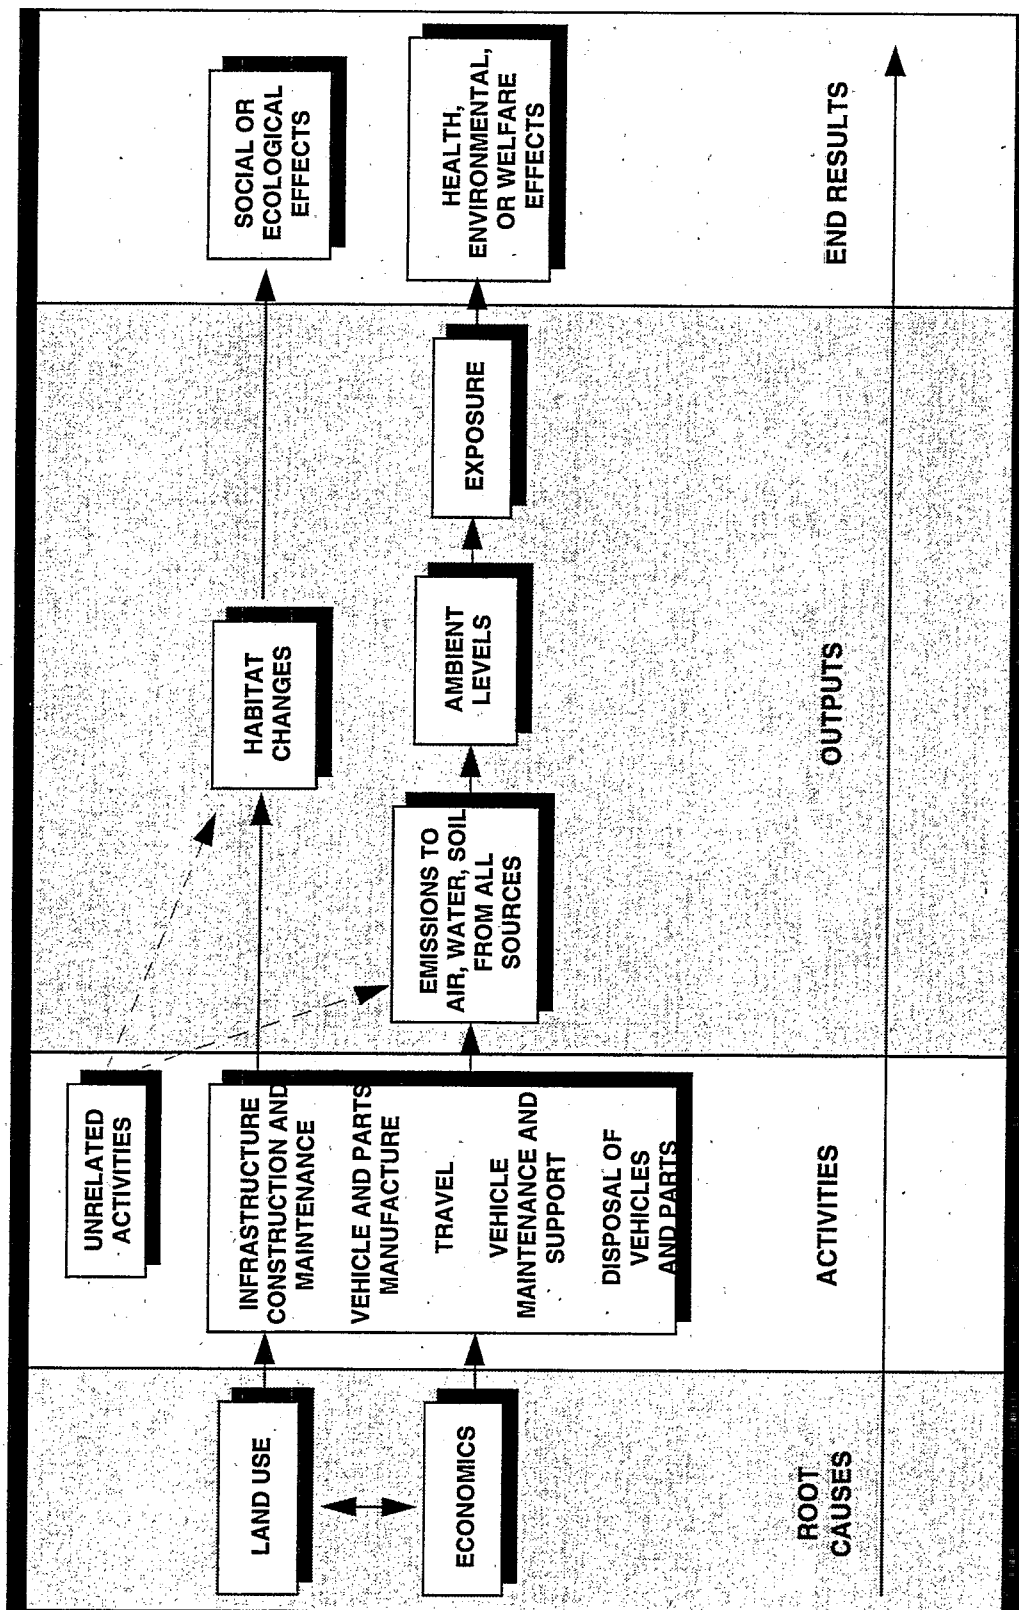 LAND USE
ECONOMICS
ROOT
CAUSES
UNRELATED
ACTIVITIES
INFRASTRUCTURE
CONSTRUCTION AND
MAINTENANCE
VEHICLE AND PARTS
MANUFACTURE
TRAVEL
VEHICLE
MAINTENANCE AND
SUPPORT
DISPOSAL OF
VEHICLES
AND PARTS
ACTIVITIES
HABITAT
CHANGES
EMISSIONS TO
AIR, WATER, SOIL
FROM ALL
SOURCES
AMBIENT
LEVELS
EXPOSURE
OUTPUTS
SOCIAL OR
ECOLOGICAL
EFFECTS
HEALTH,
ENVIRONMENTAL,
OR WELFARE
EFFECTS
END RESULTS